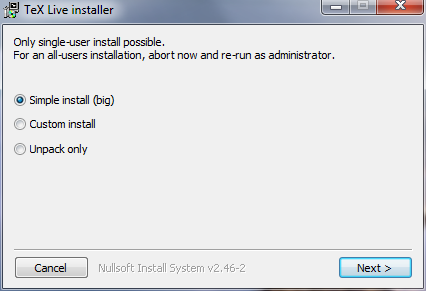 TeX Live installer
Only single-user install possible.
For an all-users installation, abort now and re-run as administrator.
Simple install (big)
Custom install
Unpack only
Cancel
Nullsoft Install System v2.46-2
Next >